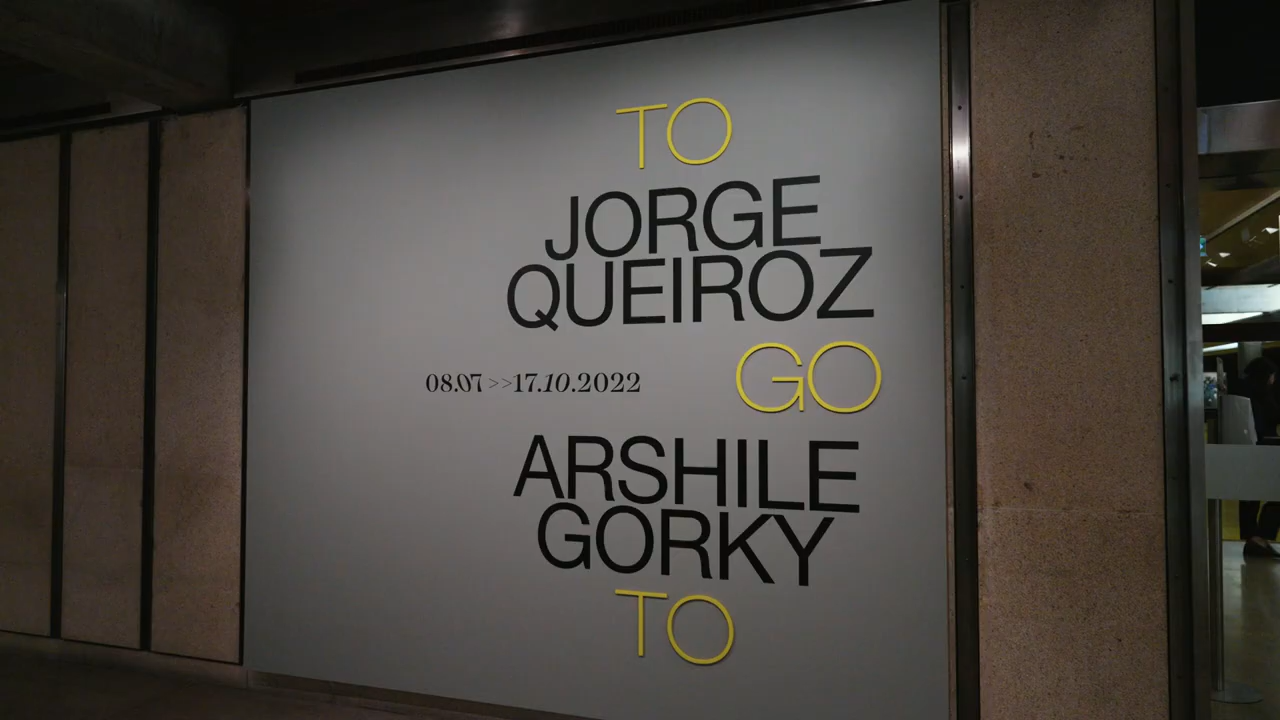 TO
JORGE
QUEIROZ
GO
08.07 >>17.10.2022
ARSHILE
GORKY
TO